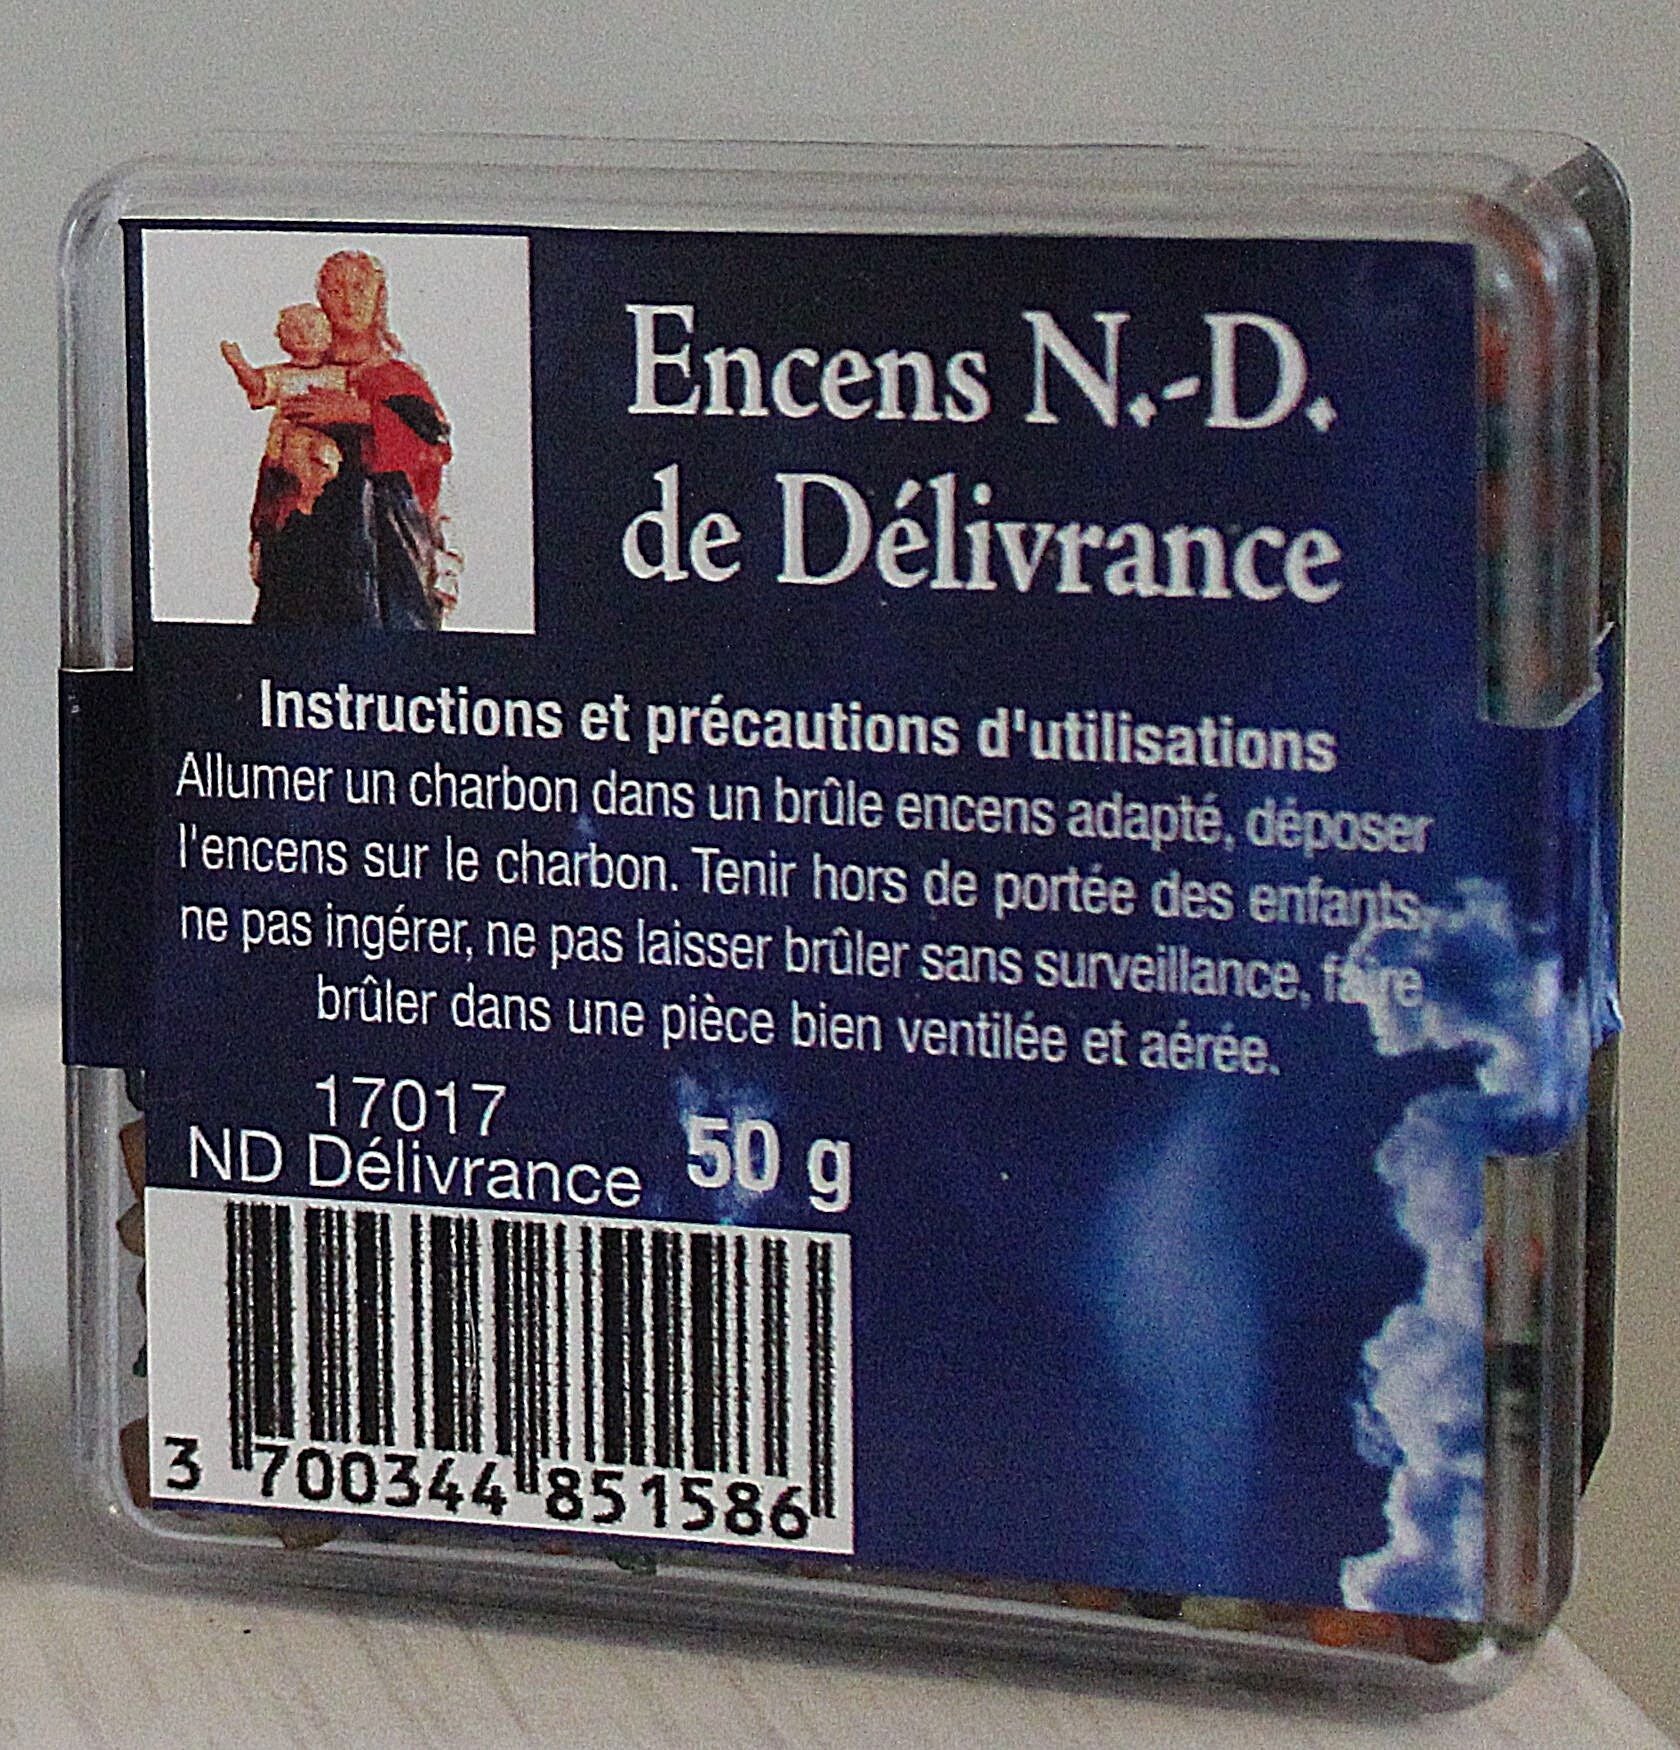 Encens N.-D.
de Délivrance
Instructions et précautions d'utilisations
Allumer un charbon dans un brûle encens adapté, déposer
l'encens sur le charbon. Tenir hors de portée des enfants,
ne pas ingérer, ne pas laisser brûler sans surveillance, faire
brûler dans une pièce bien ventilée et aérée.
17017
ND Délivrance 50 g
3 700344 851586